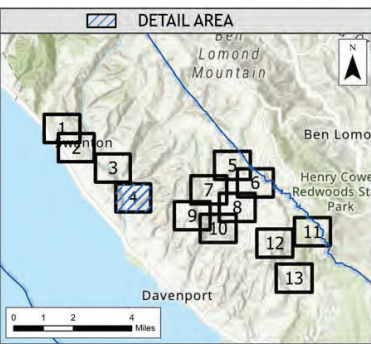 DETAIL AREA
Ben
Lomond
Mountain
N
1
2
3
4
Ben Lomo
5
6
7
8
9
10
Henry Cowe
Redwoods Sta
Park
11
12
13
Davenport
0 1 2 4
Miles